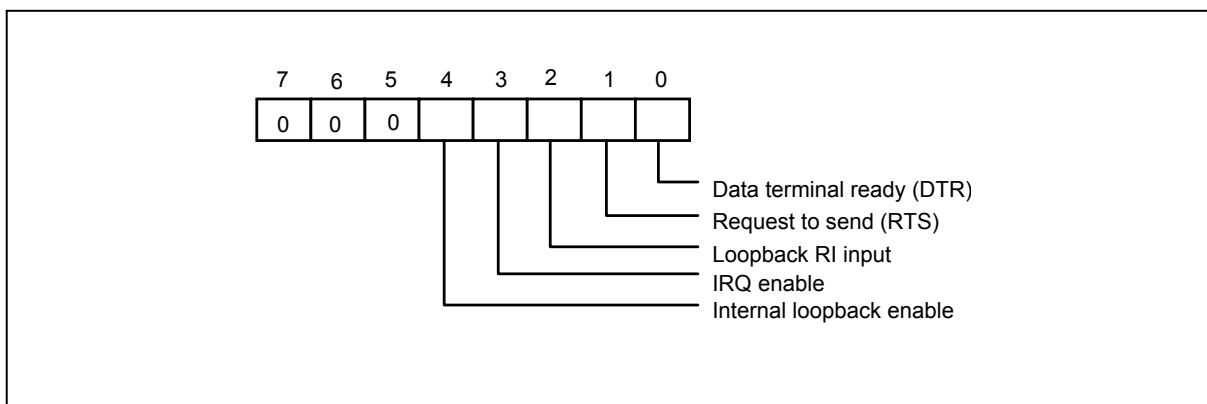 7 6 5 4 3 2 1 0
0 0 0
Data terminal ready (DTR)
Request to send (RTS)
Loopback RI input
IRQ enable
Internal loopback enable